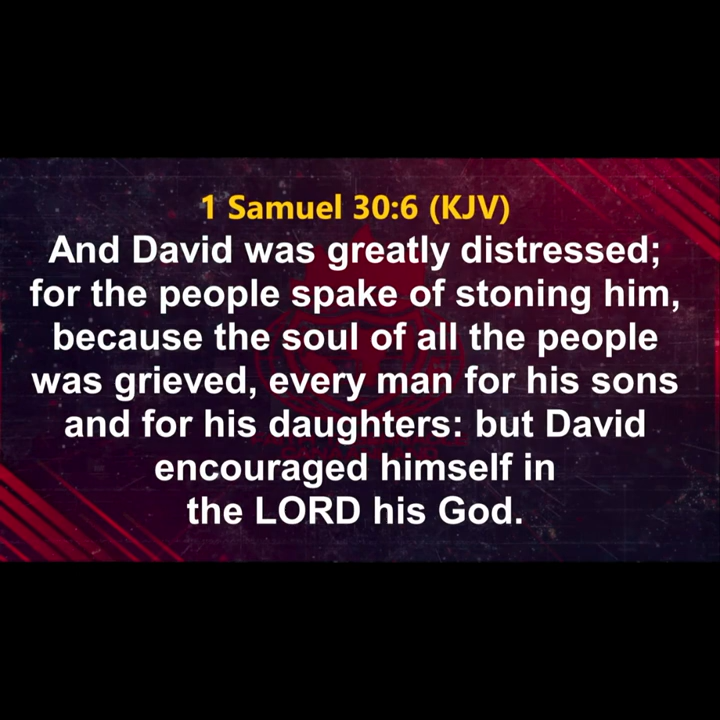 1 Samuel 30:6 (KJV)
And David was greatly distressed;
for the people spake of stoning him,
because the soul of all the people
was grieved, every man for his sons
and for his daughters: but David
encouraged himself in
the LORD his God.